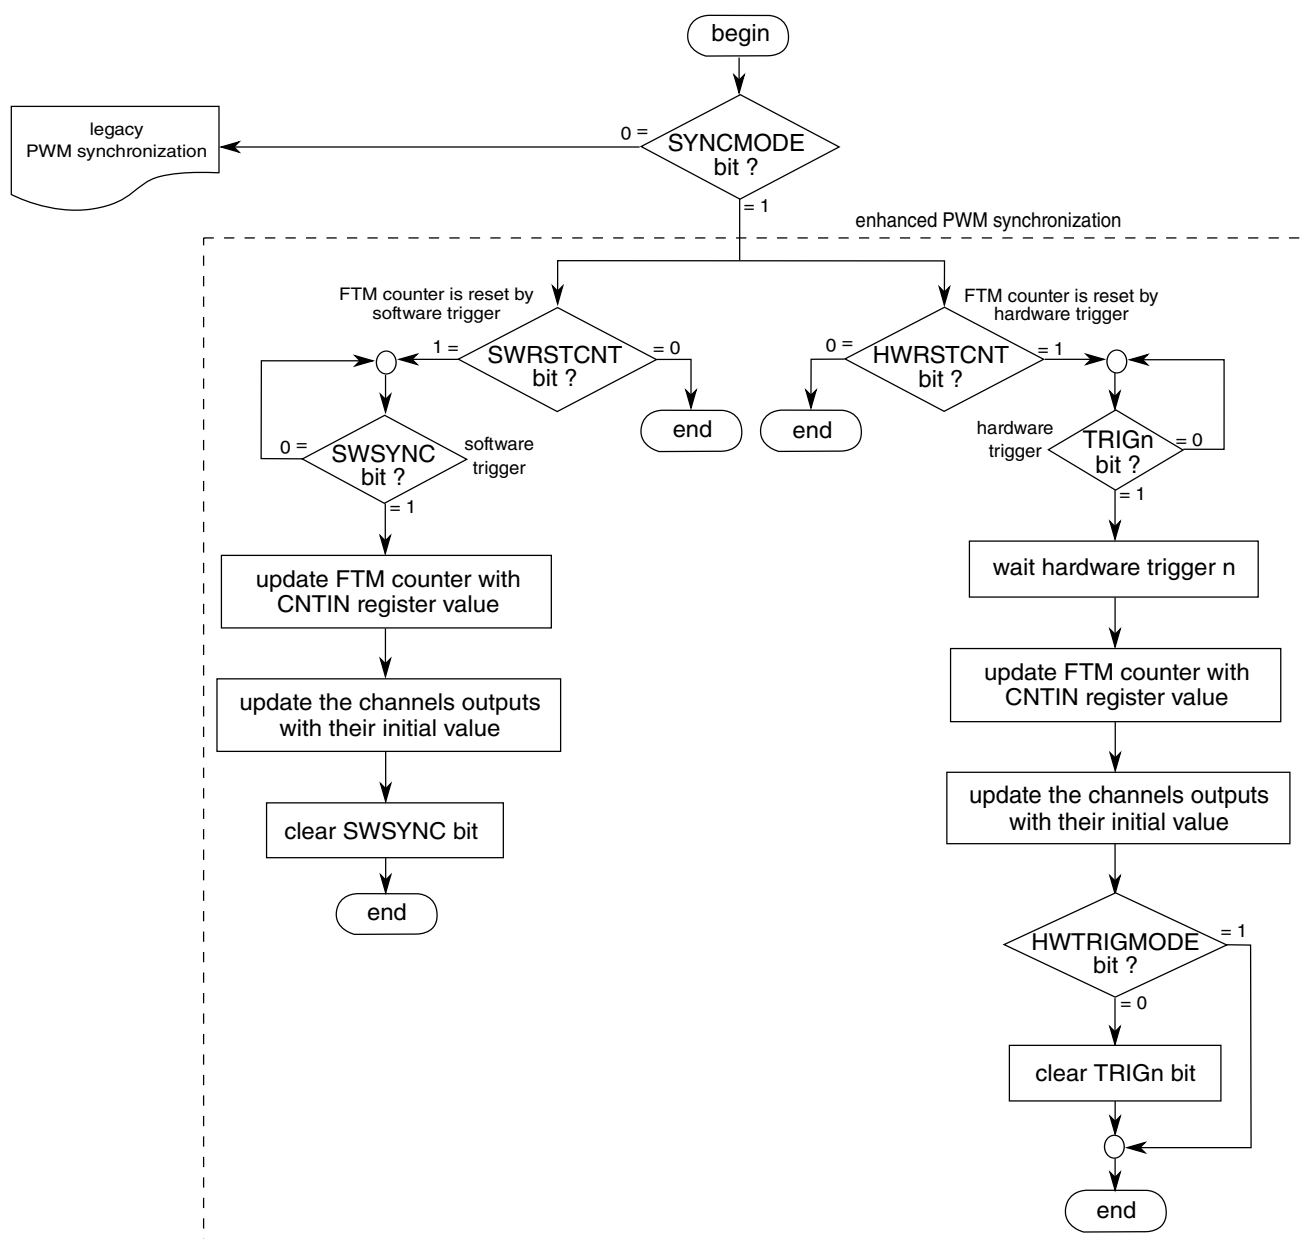 begin
legacy
PWM synchronization
0 =
SYNCMODE
bit ?
= 1
enhanced PWM synchronization
FTM counter is reset by
software trigger
1 =
SWRSTCNT
bit ?
= 0
end
FTM counter is reset by
hardware trigger
0 =
HWRSTCNT
bit ?
= 1
end
0 =
SWSYNC
bit ?
software
trigger
= 1
update FTM counter with
CNTIN register value
update the channels outputs
with their initial value
clear SWSYNC bit
end
hardware
trigger
TRIGn
bit ?
= 0
= 1
wait hardware trigger n
update FTM counter with
CNTIN register value
update the channels outputs
with their initial value
HWTRIGMODE
bit ?
= 1
= 0
clear TRIGn bit
end